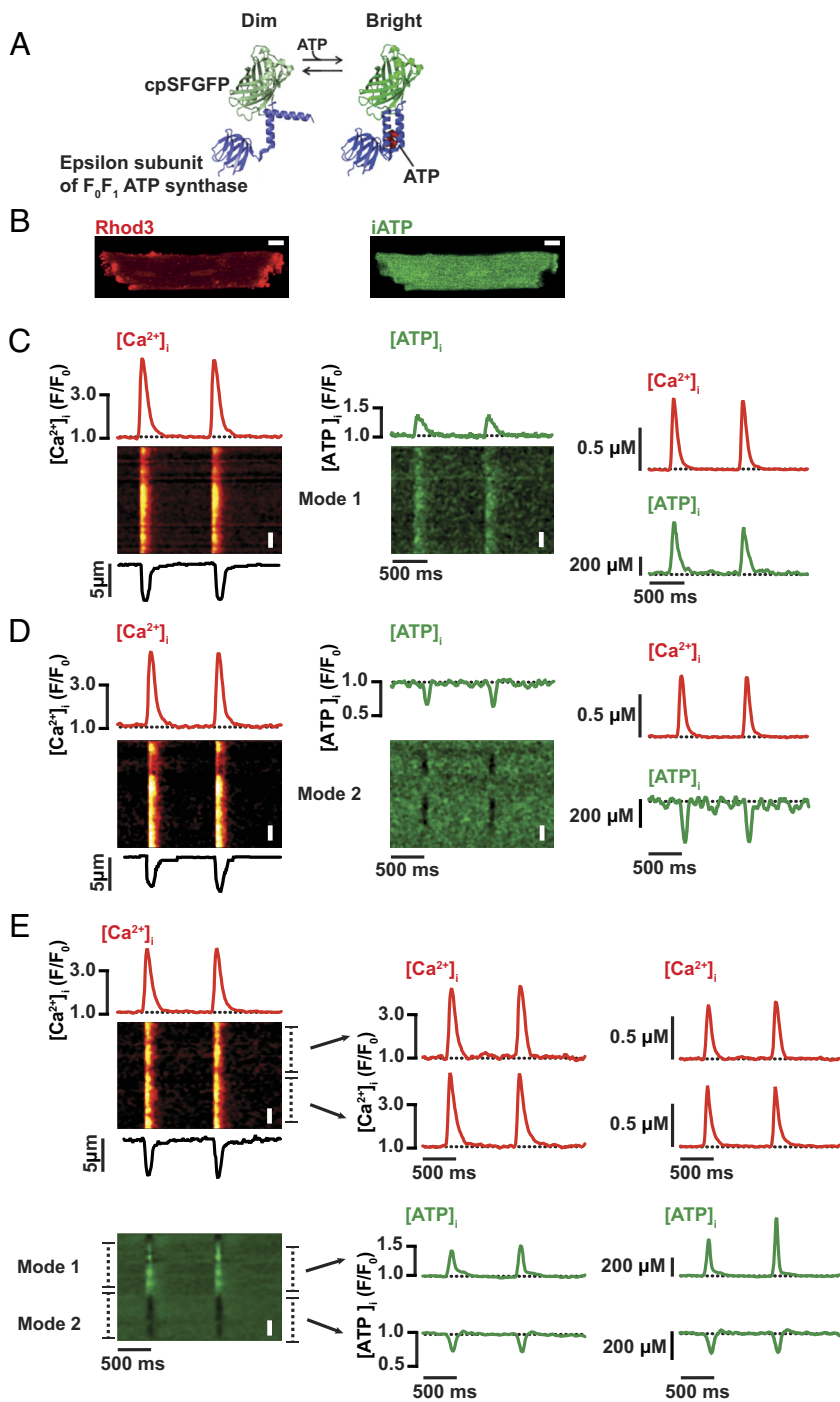 A
Dim
Bright
ATP
cpSFGFP
Epsilon subunit
of F₀F₁ ATP synthase
ATP
B
Rhod3
iATP
C
[Ca²⁺]ᵢ
[Ca²⁺]ᵢ (F/F₀)
3.0
1.0
5µm
[ATP]ᵢ
[ATP]ᵢ (F/F₀)
1.5
1.0
Mode 1
500 ms
[Ca²⁺]ᵢ
0.5 µM
[ATP]ᵢ
200 µM
500 ms
D
[Ca²⁺]ᵢ
[Ca²⁺]ᵢ (F/F₀)
3.0
1.0
5µm
[ATP]ᵢ
[ATP]ᵢ (F/F₀)
1.0
0.5
Mode 2
500 ms
[Ca²⁺]ᵢ
0.5 µM
[ATP]ᵢ
200 µM
500 ms
E
[Ca²⁺]ᵢ
[Ca²⁺]ᵢ (F/F₀)
3.0
1.0
5µm
[Ca²⁺]ᵢ
[Ca²⁺]ᵢ (F/F₀)
3.0
1.0
3.0
1.0
500 ms
[Ca²⁺]ᵢ
0.5 µM
0.5 µM
500 ms
Mode 1
Mode 2
500 ms
[ATP]ᵢ
[ATP]ᵢ (F/F₀)
1.5
1.0
1.0
0.5
500 ms
[ATP]ᵢ
200 µM
200 µM
500 ms